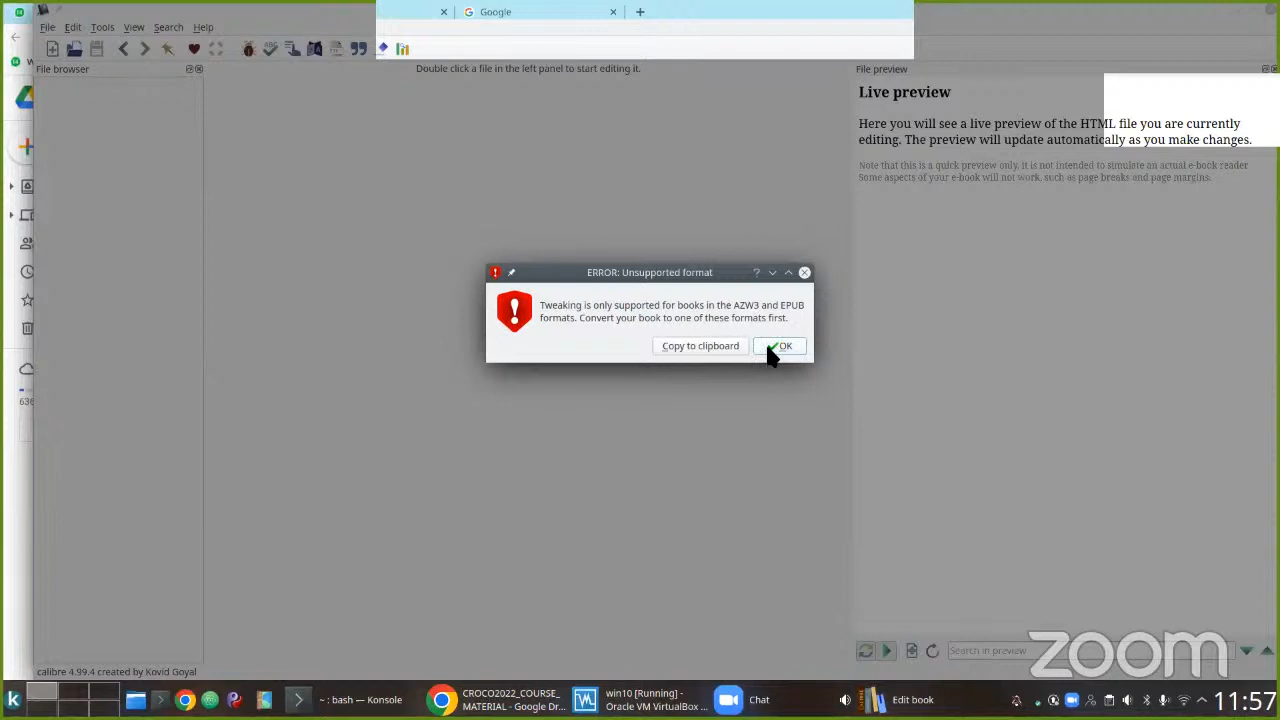 Google
File Edit Tools View Search Help
File browser
Double click a file in the left panel to start editing it.
File preview
Live preview
Here you will see a live preview of the HTML file you are currently
editing. The preview will update automatically as you make changes.
Note that this is a quick preview only, it is not intended to simulate an actual e-book reader
Some aspects of your e-book will not work, such as page breaks and page margins.
ERROR: Unsupported format
Tweaking is only supported for books in the AZW3 and EPUB
formats. Convert your book to one of these formats first.
Copy to clipboard
OK
636
Search in preview
zoom
calibre 4.99.4 created by Kovid Goyal
~ : bash — Konsole
CROCO2022_COURSE_
MATERIAL - Google Dr...
win10 [Running] -
Oracle VM VirtualBox ...
Chat
Edit book
11:57